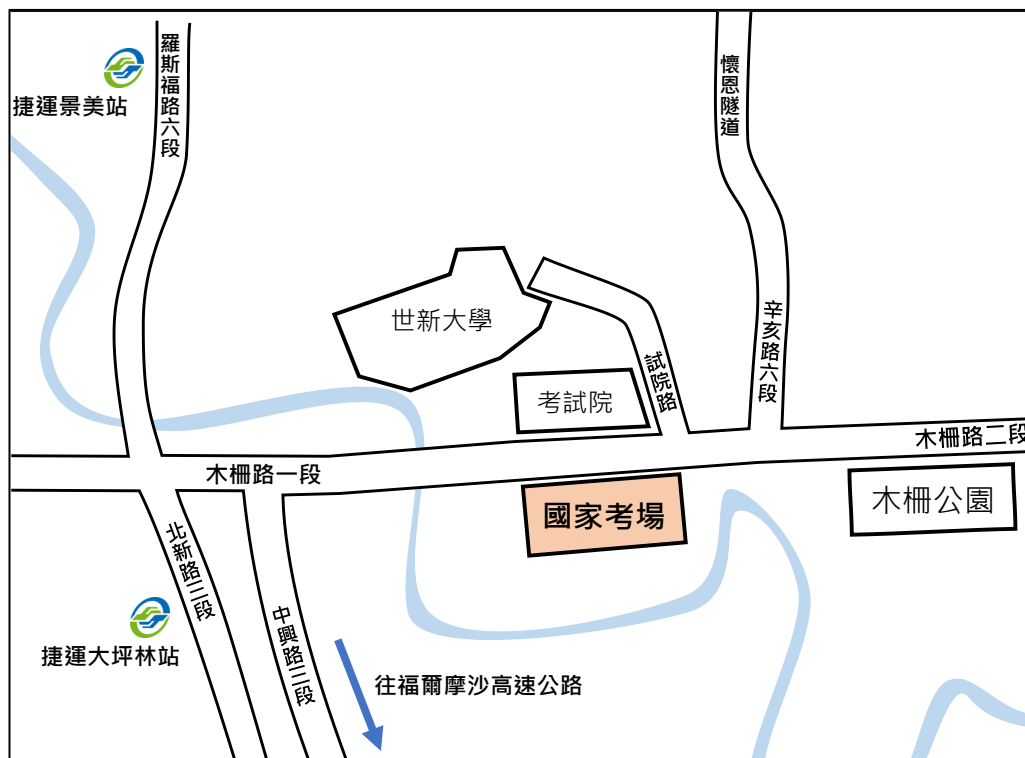 捷運景美站
羅斯福路六段
懷恩隧道
世新大學
試院路
辛亥路六段
考試院
木柵路一段
木柵路二段
國家考場
木柵公園
北新路三段
中興路三段
捷運大坪林站
往福爾摩沙高速公路